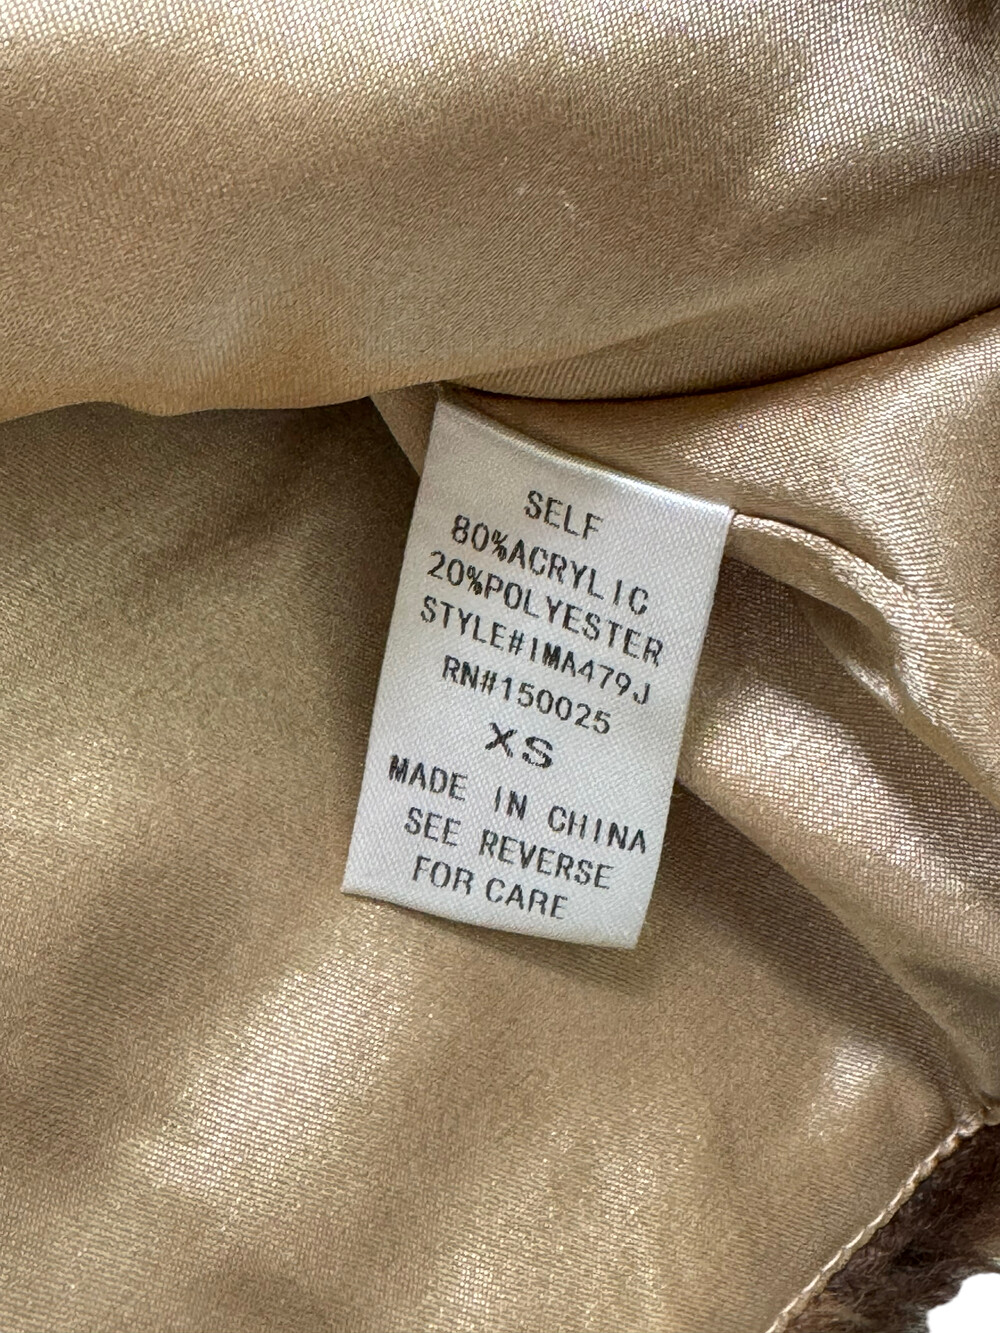 SELF
80%ACRYLIC
20%POLYESTER
STYLE#IMA479J
RN#150025
XS
MADE IN CHINA
SEE REVERSE
FOR CARE